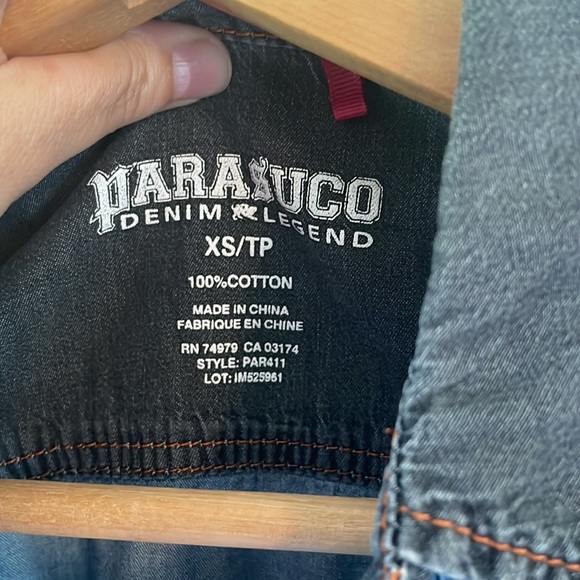 PARASUCO
DENIM LEGEND
XS/TP
100%COTTON
MADE IN CHINA
FABRIQUE EN CHINE
RN 74979 CA 03174
STYLE: PAR411
LOT: IM525961